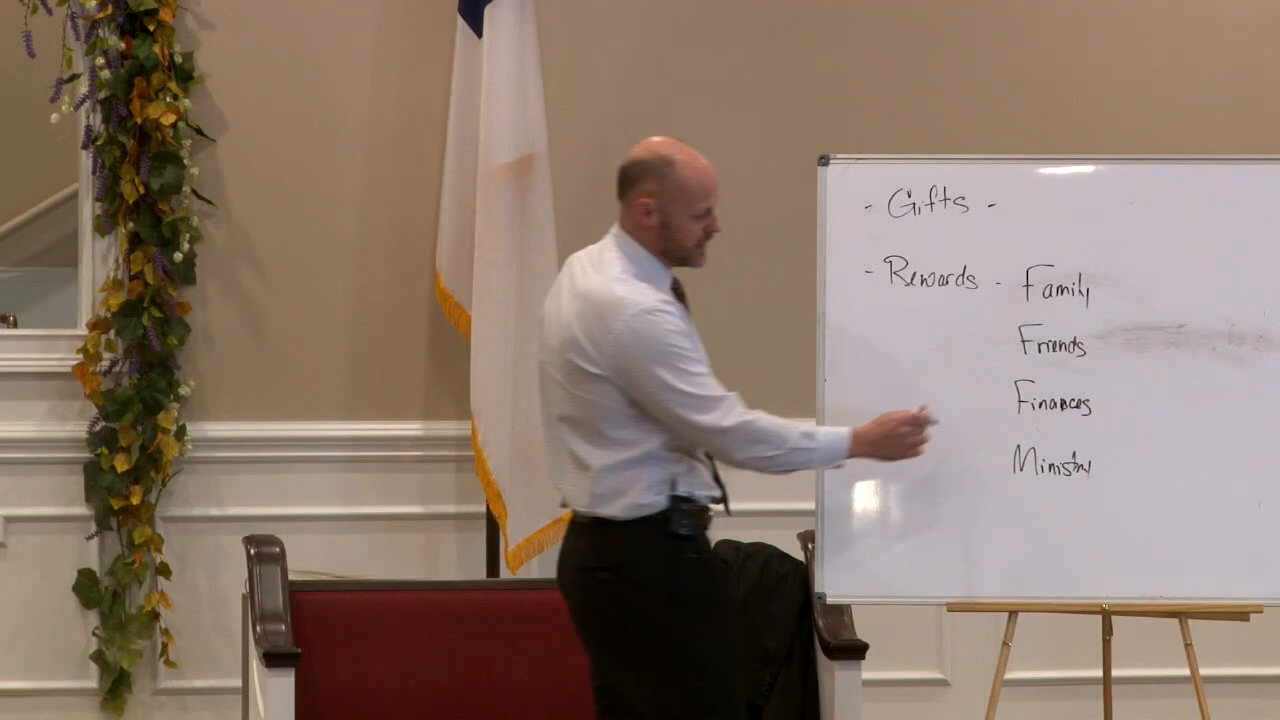 - Gifts -
- Rewards - Family
Friends
Finances
Ministry